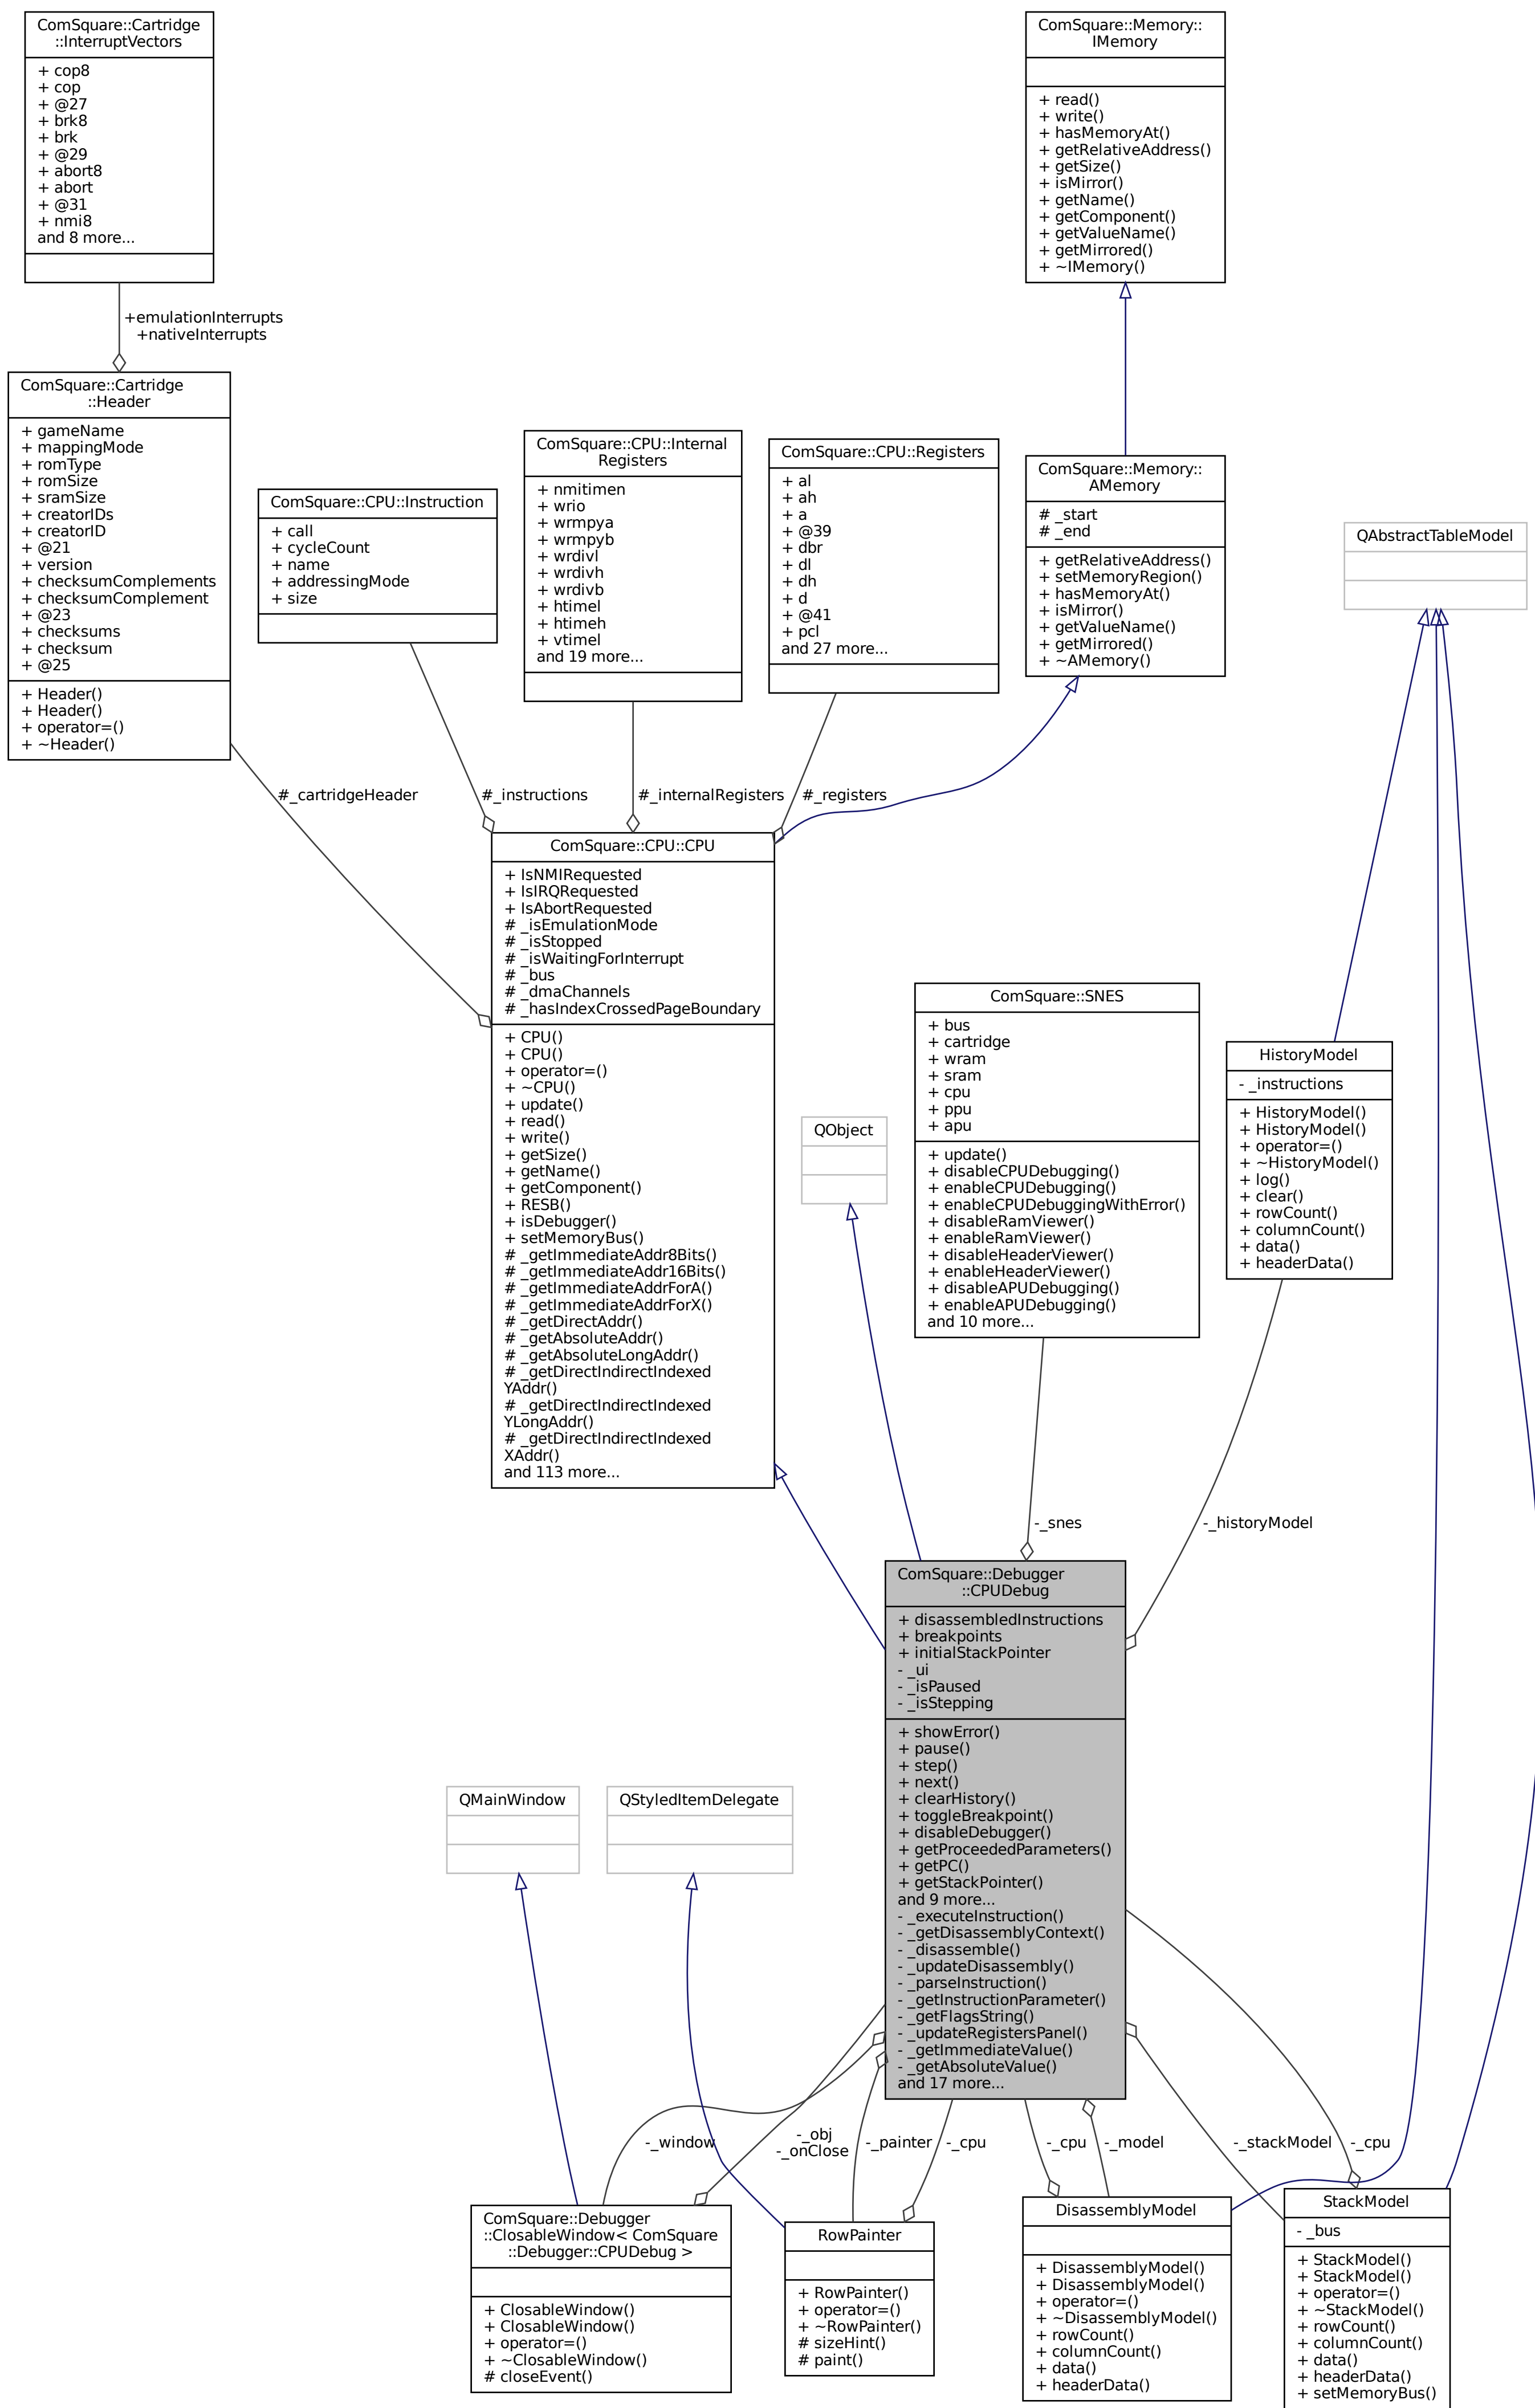 ComSquare::Cartridge
::InterruptVectors
+ cop8
+ cop
+ @27
+ brk8
+ brk
+ @29
+ abort8
+ abort
+ @31
+ nmi8
and 8 more...
ComSquare::Memory::
IMemory
+ read()
+ write()
+ hasMemoryAt()
+ getRelativeAddress()
+ getSize()
+ isMirror()
+ getName()
+ getComponent()
+ getValueName()
+ getMirrored()
+ ~IMemory()
+emulationInterrupts
+nativeInterrupts
ComSquare::Cartridge
::Header
+ gameName
+ mappingMode
+ romType
+ romSize
+ sramSize
+ creatorIDs
+ creatorID
+ @21
+ version
+ checksumComplements
+ checksumComplement
+ @23
+ checksums
+ checksum
+ @25
+ Header()
+ Header()
+ operator=()
+ ~Header()
ComSquare::CPU::Instruction
+ call
+ cycleCount
+ name
+ addressingMode
+ size
ComSquare::CPU::Internal
Registers
+ nmitimen
+ wrio
+ wrmpya
+ wrmpyb
+ wrdivl
+ wrdivh
+ wrdivb
+ htimel
+ htimeh
+ vtimel
and 19 more...
ComSquare::CPU::Registers
+ al
+ ah
+ a
+ @39
+ dbr
+ dl
+ dh
+ d
+ @41
+ pcl
and 27 more...
ComSquare::Memory::
AMemory
# _start
# _end
+ getRelativeAddress()
+ setMemoryRegion()
+ hasMemoryAt()
+ isMirror()
+ getValueName()
+ getMirrored()
+ ~AMemory()
QAbstractTableModel
#_cartridgeHeader
#_instructions
#_internalRegisters
#_registers
ComSquare::CPU::CPU
+ IsNMIRequested
+ IsIRQRequested
+ IsAbortRequested
# _isEmulationMode
# _isStopped
# _isWaitingForInterrupt
# _bus
# _dmaChannels
# _hasIndexCrossedPageBoundary
+ CPU()
+ CPU()
+ operator=()
+ ~CPU()
+ update()
+ read()
+ write()
+ getSize()
+ getName()
+ getComponent()
+ RESB()
+ isDebugger()
+ setMemoryBus()
# _getImmediateAddr8Bits()
# _getImmediateAddr16Bits()
# _getImmediateAddrForA()
# _getImmediateAddrForX()
# _getDirectAddr()
# _getAbsoluteAddr()
# _getAbsoluteLongAddr()
# _getDirectIndirectIndexed
YAddr()
# _getDirectIndirectIndexed
YLongAddr()
# _getDirectIndirectIndexed
XAddr()
and 113 more...
QObject
ComSquare::SNES
+ bus
+ cartridge
+ wram
+ sram
+ cpu
+ ppu
+ apu
+ update()
+ disableCPUDebugging()
+ enableCPUDebugging()
+ enableCPUDebuggingWithError()
+ disableRamViewer()
+ enableRamViewer()
+ disableHeaderViewer()
+ enableHeaderViewer()
+ disableAPUDebugging()
+ enableAPUDebugging()
and 10 more...
HistoryModel
- _instructions
+ HistoryModel()
+ HistoryModel()
+ operator=()
+ ~HistoryModel()
+ log()
+ clear()
+ rowCount()
+ columnCount()
+ data()
+ headerData()
-_snes
-_historyModel
ComSquare::Debugger
::CPUDebug
+ disassembledInstructions
+ breakpoints
+ initialStackPointer
- _ui
- _isPaused
- _isStepping
+ showError()
+ pause()
+ step()
+ next()
+ clearHistory()
+ toggleBreakpoint()
+ disableDebugger()
+ getProceededParameters()
+ getPC()
+ getStackPointer()
and 9 more...
- _executeInstruction()
- _getDisassemblyContext()
- _disassemble()
- _updateDisassembly()
- _parseInstruction()
- _getInstructionParameter()
- _getFlagsString()
- _updateRegistersPanel()
- _getImmediateValue()
- _getAbsoluteValue()
and 17 more...
QMainWindow
QStyledItemDelegate
-_window
-_obj
-_onClose
-_painter
-_cpu
-_cpu
-_model
-_stackModel
-_cpu
ComSquare::Debugger
::ClosableWindow< ComSquare
::Debugger::CPUDebug >
+ ClosableWindow()
+ ClosableWindow()
+ operator=()
+ ~ClosableWindow()
# closeEvent()
RowPainter
+ RowPainter()
+ operator=()
+ ~RowPainter()
# sizeHint()
# paint()
DisassemblyModel
+ DisassemblyModel()
+ DisassemblyModel()
+ operator=()
+ ~DisassemblyModel()
+ rowCount()
+ columnCount()
+ data()
+ headerData()
StackModel
- _bus
+ StackModel()
+ StackModel()
+ operator=()
+ ~StackModel()
+ rowCount()
+ columnCount()
+ data()
+ headerData()
+ setMemoryBus()